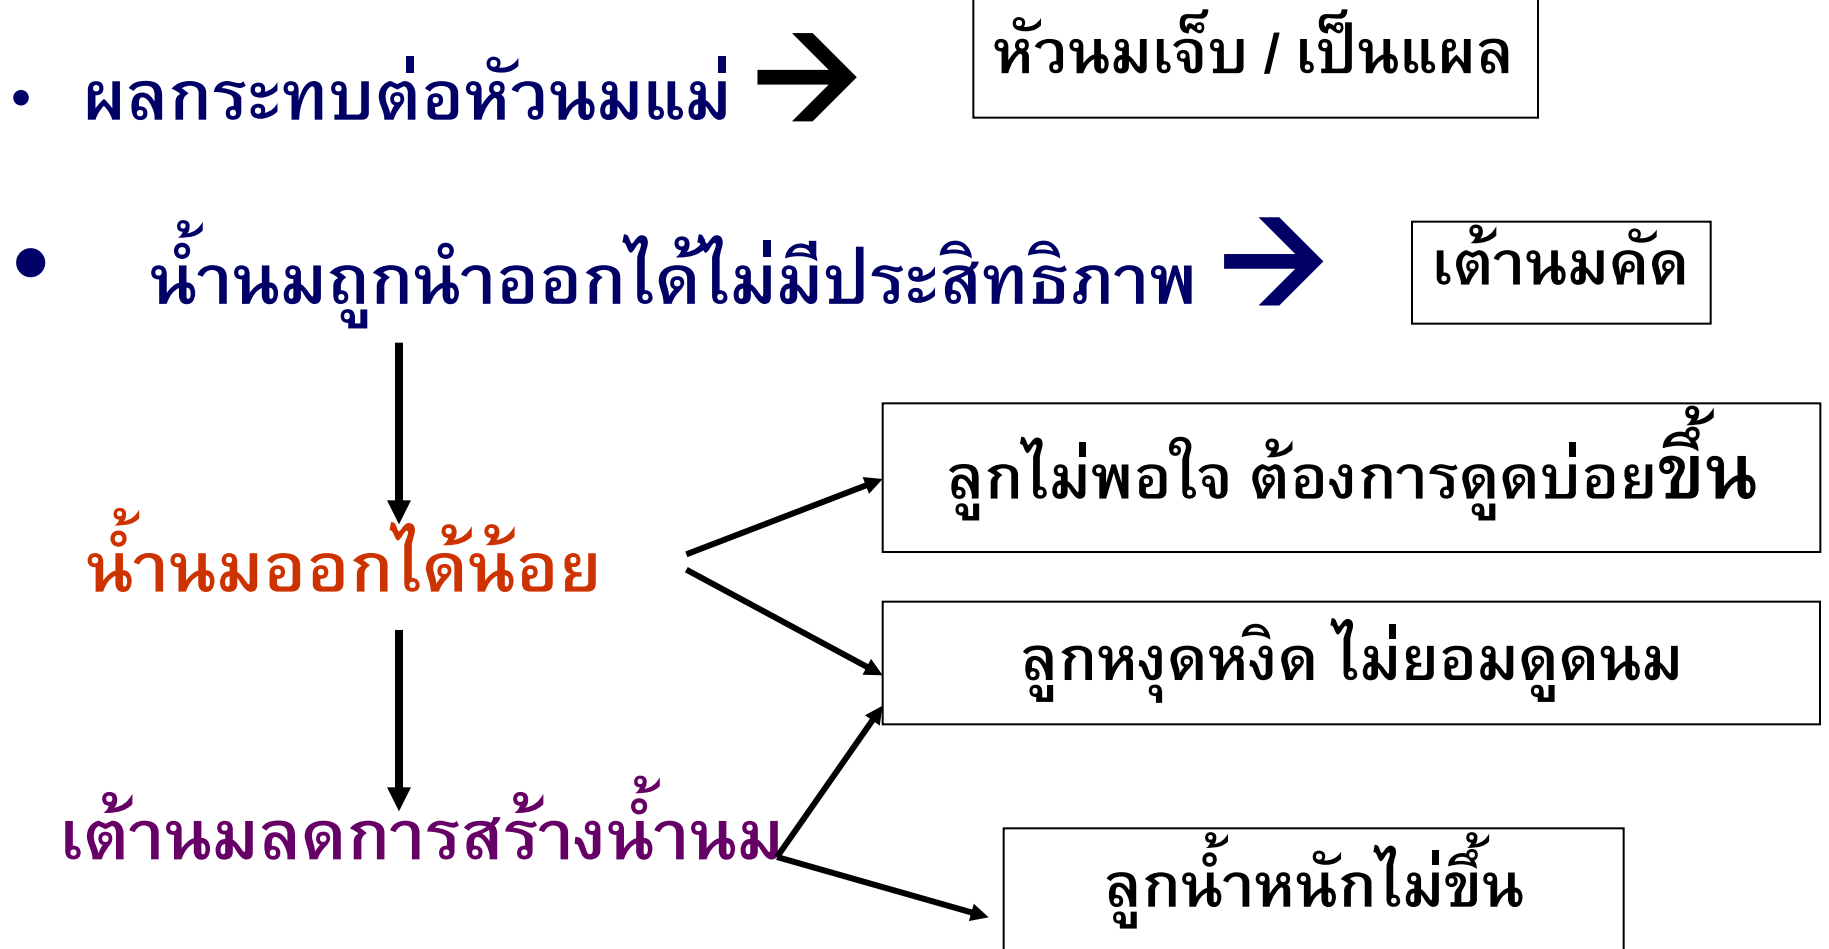 • ผลกระทบต่อหัวนมแม่ → หัวนมเจ็บ / เป็นแผล
• น้ำนมถูกนำออกได้ไม่มีประสิทธิภาพ → เต้านมคัด
ลูกไม่พอใจ ต้องการดูดบ่อยขึ้น
น้ำนมออกได้น้อย
ลูกหงุดหงิด ไม่ยอมดูดนม
เต้านมลดการสร้างน้ำนม
ลูกน้ำหนักไม่ขึ้น